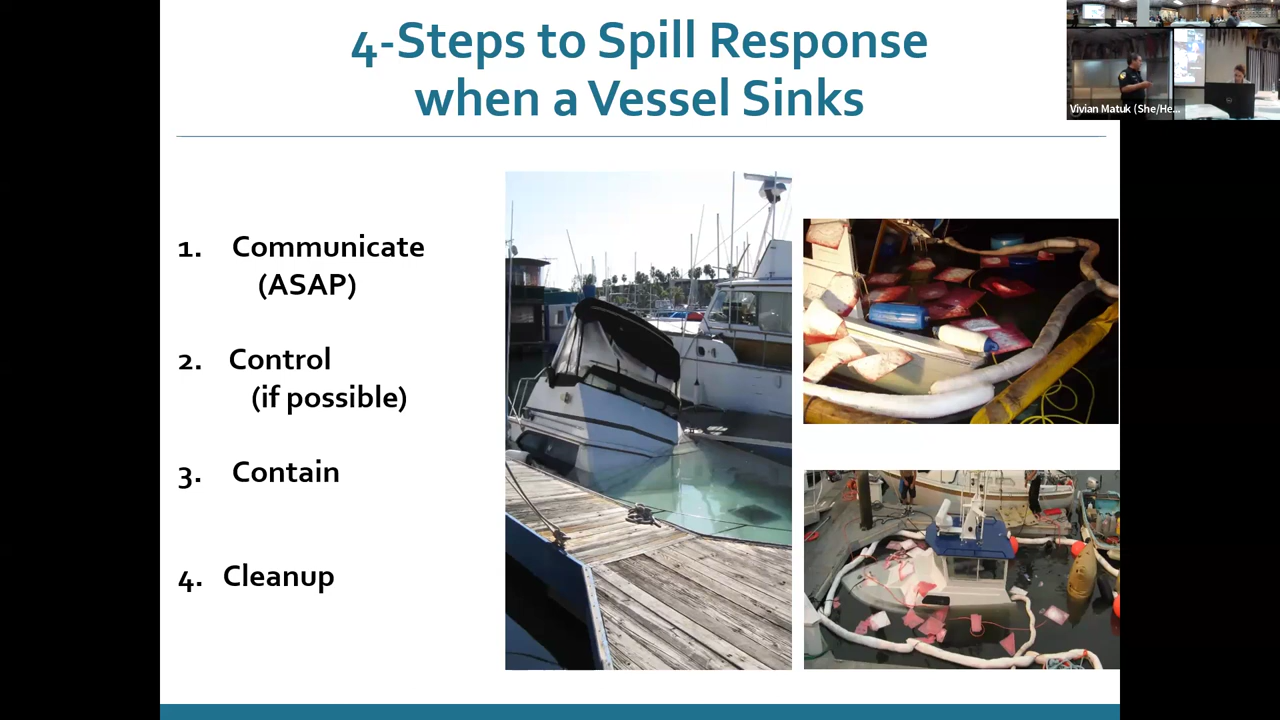 4-Steps to Spill Response
when a Vessel Sinks
Vivian Matuk (She/He...
1. Communicate
(ASAP)
2. Control
(if possible)
3. Contain
4. Cleanup